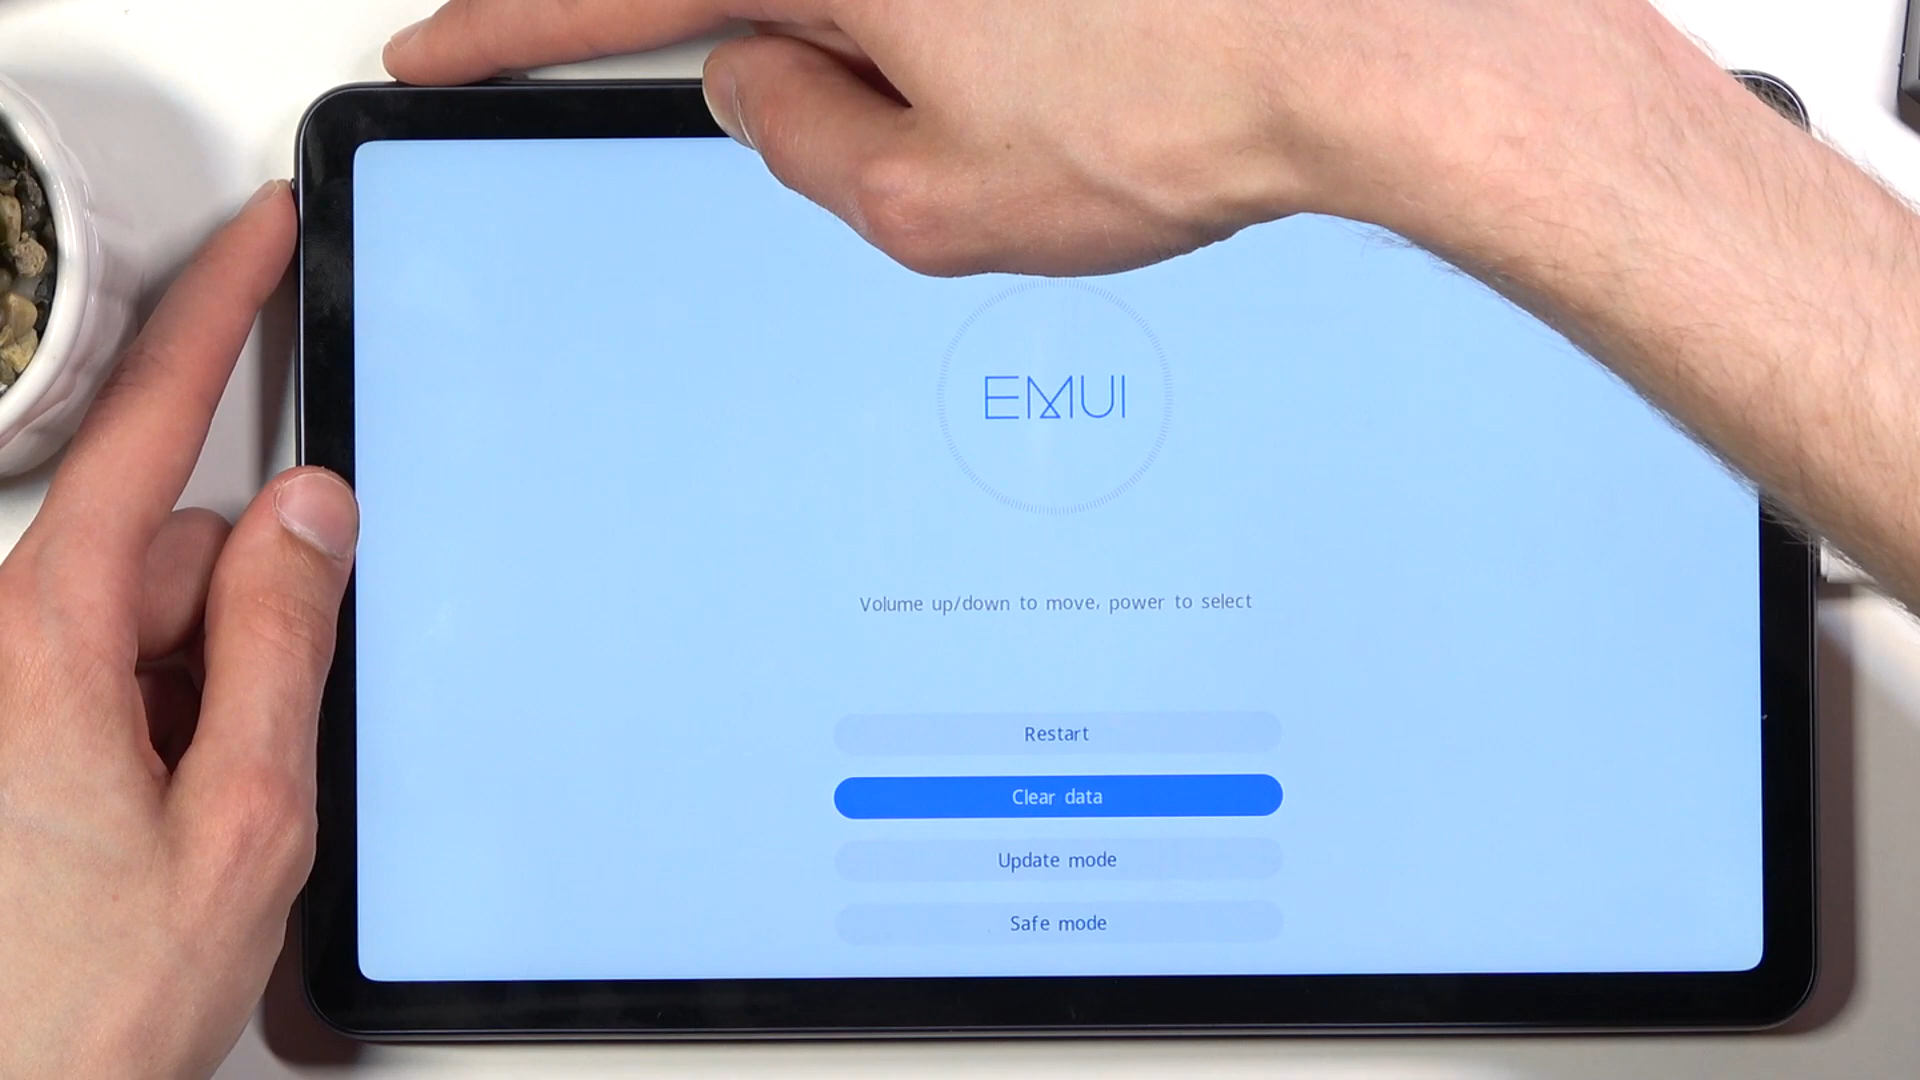 EMUI
Volume up/down to move, power to select
Restart
Clear data
Update mode
Safe mode